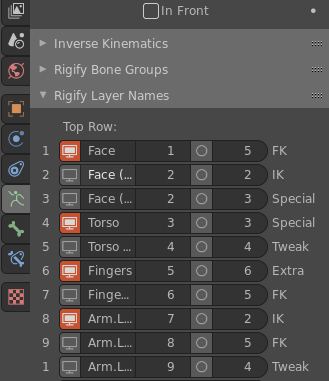 In Front
Inverse Kinematics
Rigify Bone Groups
Rigify Layer Names
Top Row:
1 Face 1 5 FK
2 Face (... 2 2 IK
3 Face (... 2 3 Special
4 Torso 3 3 Special
5 Torso ... 4 4 Tweak
6 Fingers 5 6 Extra
7 Finge... 6 5 FK
8 Arm.L... 7 2 IK
9 Arm.L... 8 5 FK
1 Arm.L... 9 4 Tweak